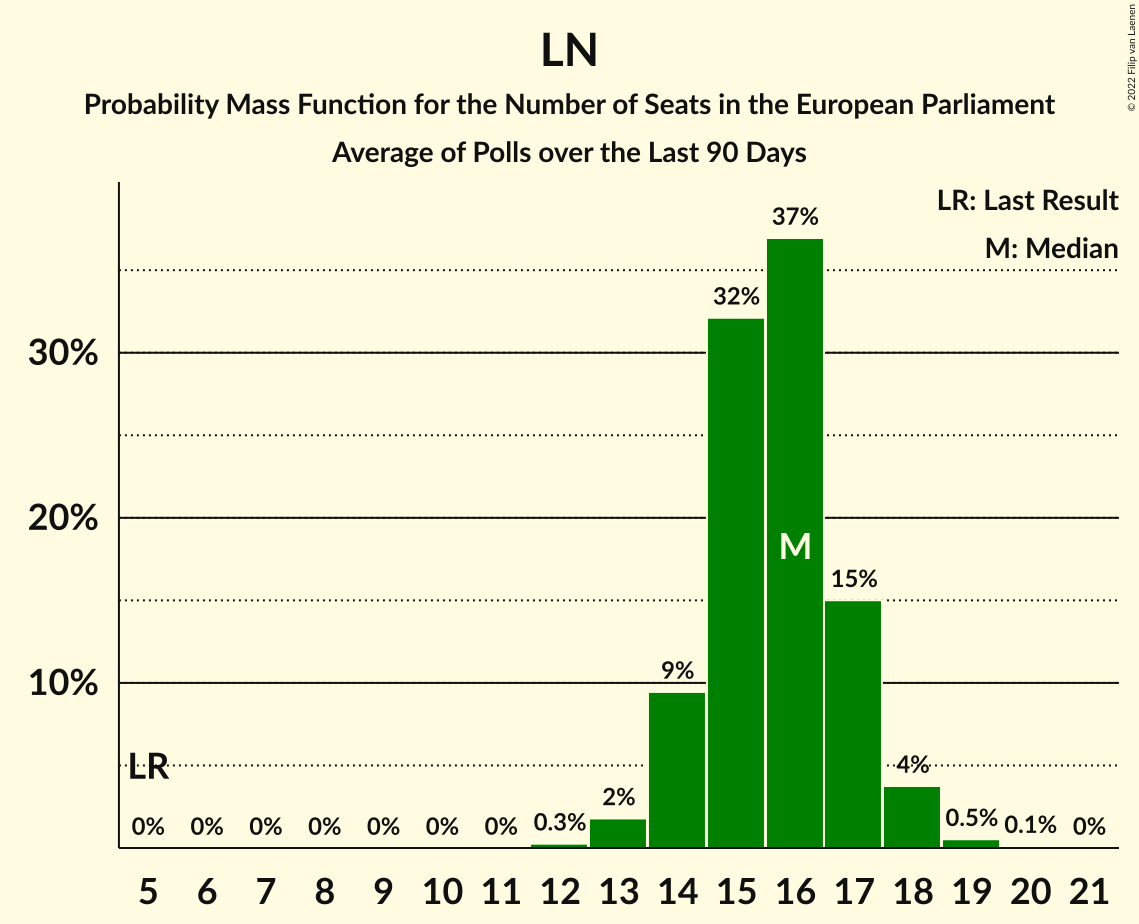 LN
Probability Mass Function for the Number of Seats in the European Parliament
Average of Polls over the Last 90 Days
© 2022 Filip van Laenen
LR: Last Result
M: Median
37%
32%
30%
20%
M
15%
10%
9%
LR
4%
2%
0% 0% 0% 0% 0% 0% 0% 0.3% 0.5% 0.1% 0%
5 6 7 8 9 10 11 12 13 14 15 16 17 18 19 20 21